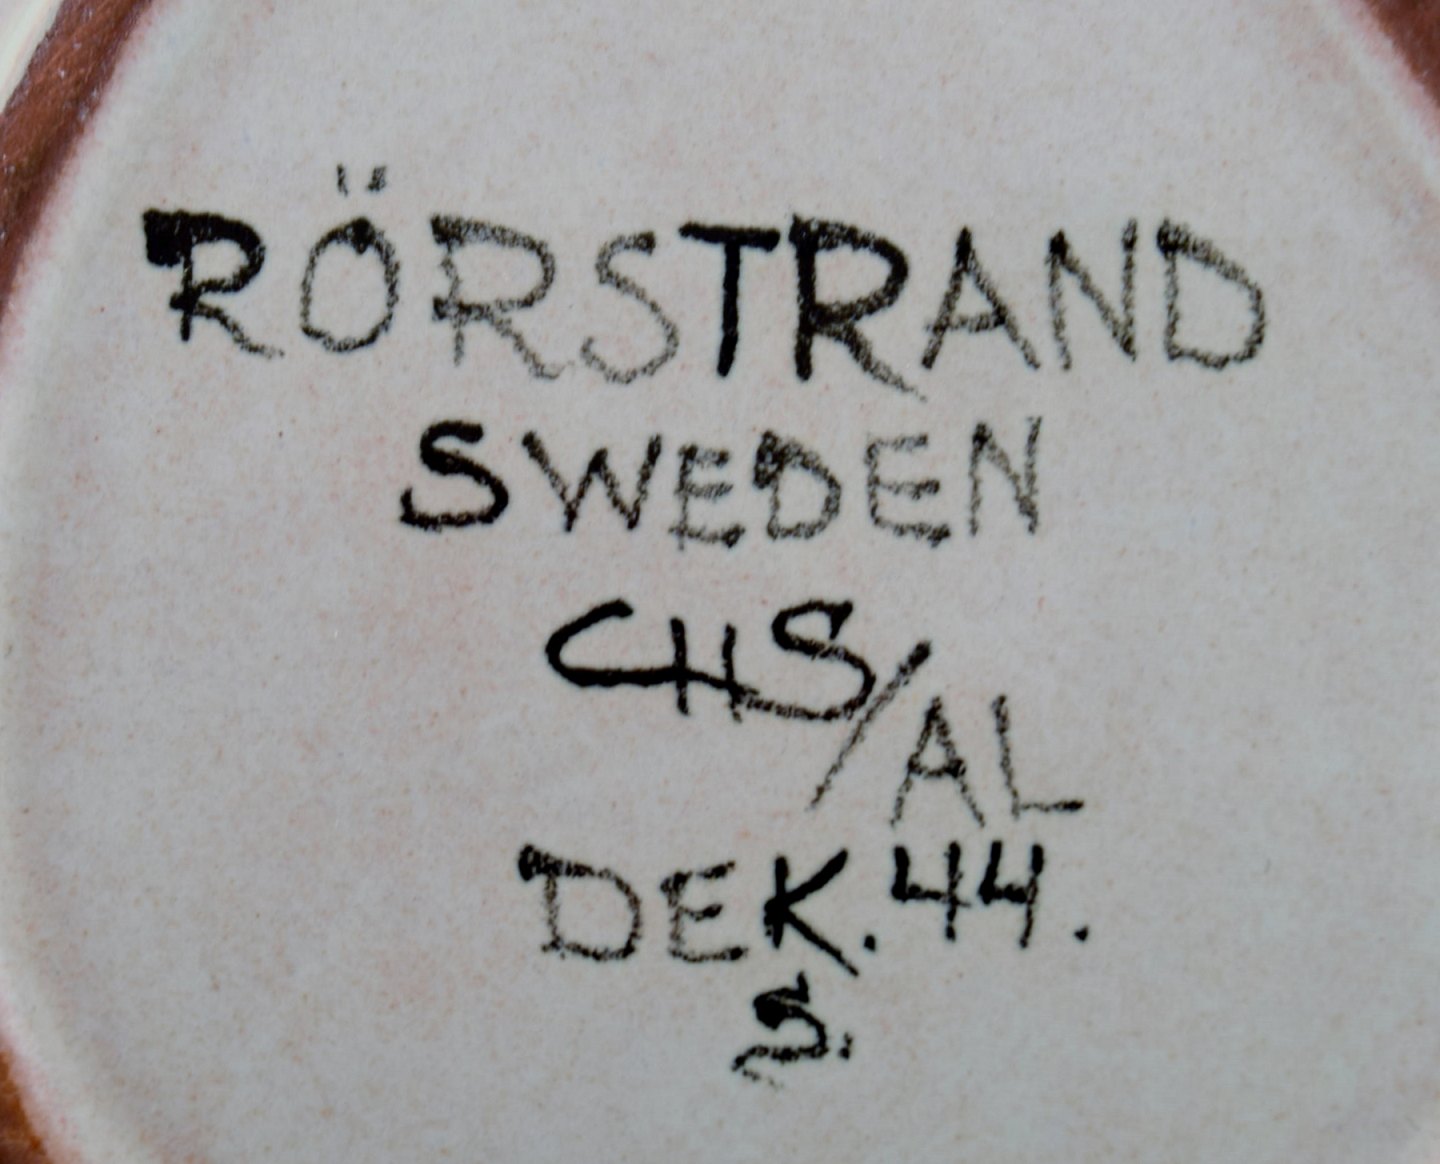 RÖRSTRAND
SWEDEN
CHS/AL
DEK. 44.
S.